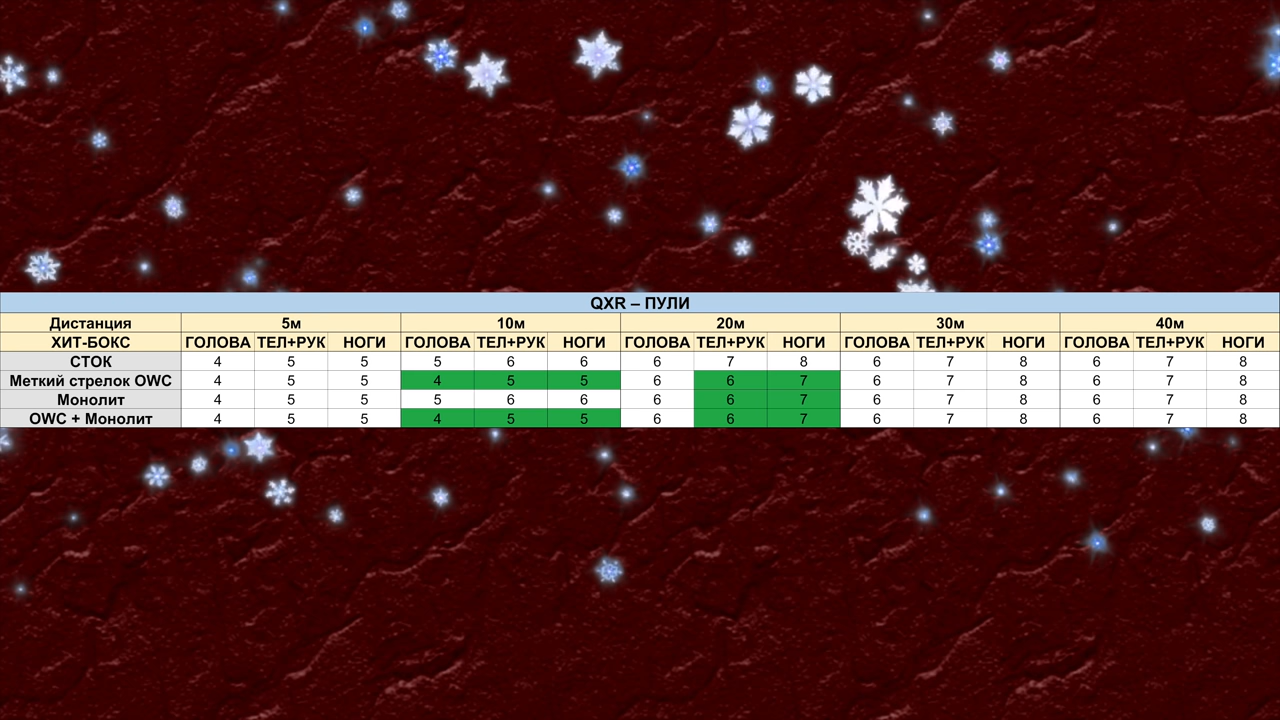 QXR – ПУЛИ
Дистанция 5м 10м 20м 30м 40м
ХИТ-БОКС ГОЛОВА ТЕЛ+РУК НОГИ ГОЛОВА ТЕЛ+РУК НОГИ ГОЛОВА ТЕЛ+РУК НОГИ ГОЛОВА ТЕЛ+РУК НОГИ ГОЛОВА ТЕЛ+РУК НОГИ
СТОК 4 5 5 5 6 6 6 7 8 6 7 8 6 7 8
Меткий стрелок OWC 4 5 5 4 5 5 6 6 7 6 7 8 6 7 8
Монолит 4 5 5 5 6 6 6 6 7 6 7 8 6 7 8
OWC + Монолит 4 5 5 4 5 5 6 6 7 6 7 8 6 7 8